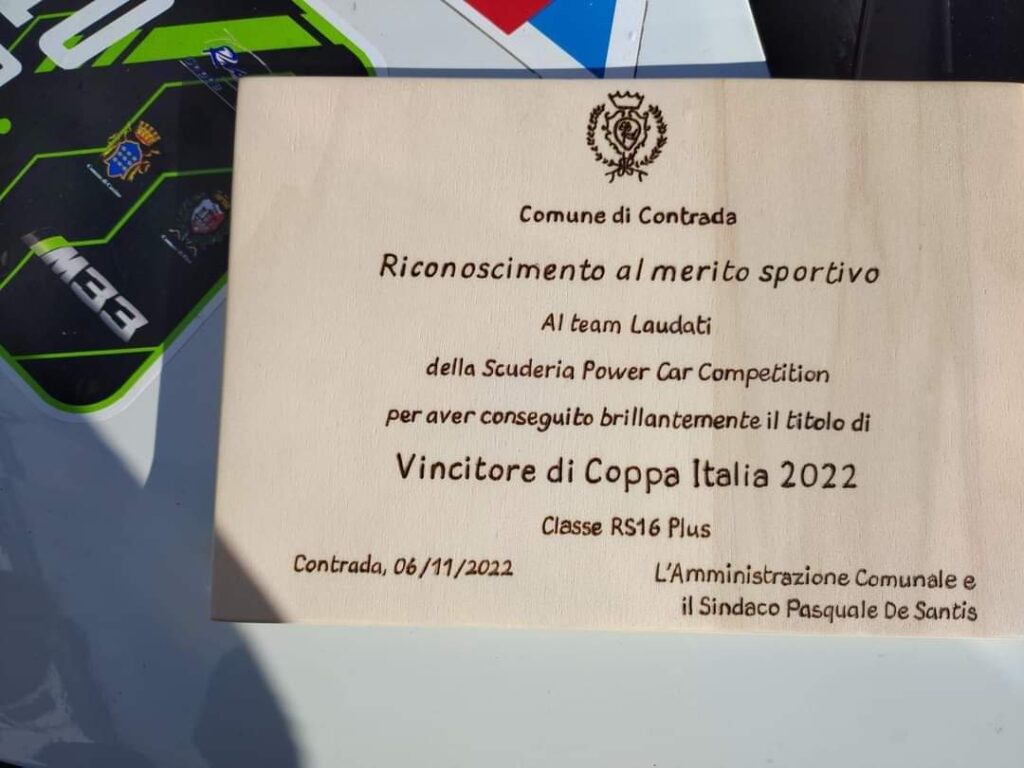 Comune di Contrada
Riconoscimento al merito sportivo
Al team Laudati
della Scuderia Power Car Competition
per aver conseguito brillantemente il titolo di
Vincitore di Coppa Italia 2022
Classe RS16 Plus
Contrada, 06/11/2022
L'Amministrazione Comunale e
il Sindaco Pasquale De Santis
M33